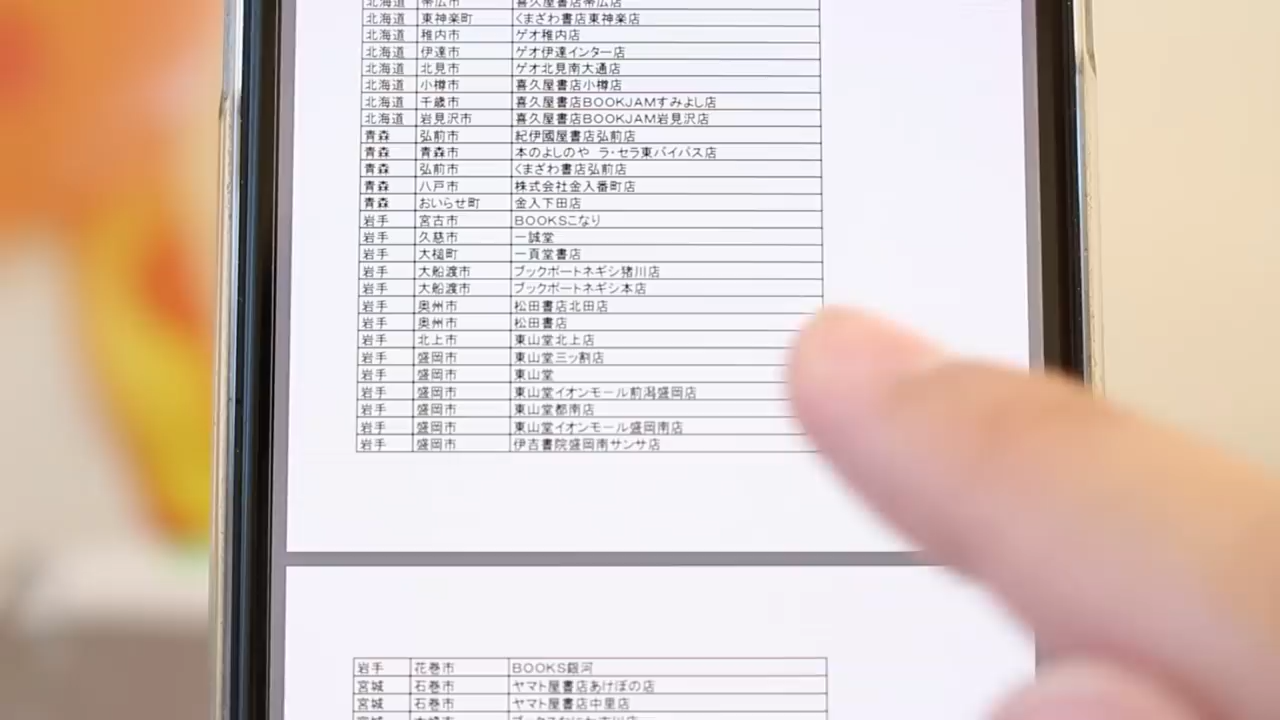 北海道 帯広市 喜久屋書店帯広店
北海道 東神楽町 くまざわ書店東神楽店
北海道 稚内市 ゲオ稚内店
北海道 伊達市 ゲオ伊達インター店
北海道 北見市 ゲオ北見南大通店
北海道 小樽市 喜久屋書店小樽店
北海道 千歳市 喜久屋書店BOOKJAMすみよし店
北海道 岩見沢市 喜久屋書店BOOKJAM岩見沢店
青森 弘前市 紀伊國屋書店弘前店
青森 青森市 本のよしのや ラ・セラ東バイパス店
青森 弘前市 くまざわ書店弘前店
青森 八戸市 株式会社金入番町店
青森 おいらせ町 金入下田店
岩手 宮古市 BOOKSこなり
岩手 久慈市 一誠堂
岩手 大槌町 一頁堂書店
岩手 大船渡市 ブックボートネギシ猪川店
岩手 大船渡市 ブックボートネギシ本店
岩手 奥州市 松田書店北田店
岩手 奥州市 松田書店
岩手 北上市 東山堂北上店
岩手 盛岡市 東山堂三ッ割店
岩手 盛岡市 東山堂
岩手 盛岡市 東山堂イオンモール前潟盛岡店
岩手 盛岡市 東山堂都南店
岩手 盛岡市 東山堂イオンモール盛岡南店
岩手 盛岡市 伊吉書院盛岡南サンサ店
岩手 花巻市 BOOKS銀河
宮城 石巻市 ヤマト屋書店あけぼの店
宮城 石巻市 ヤマト屋書店中里店
宮城